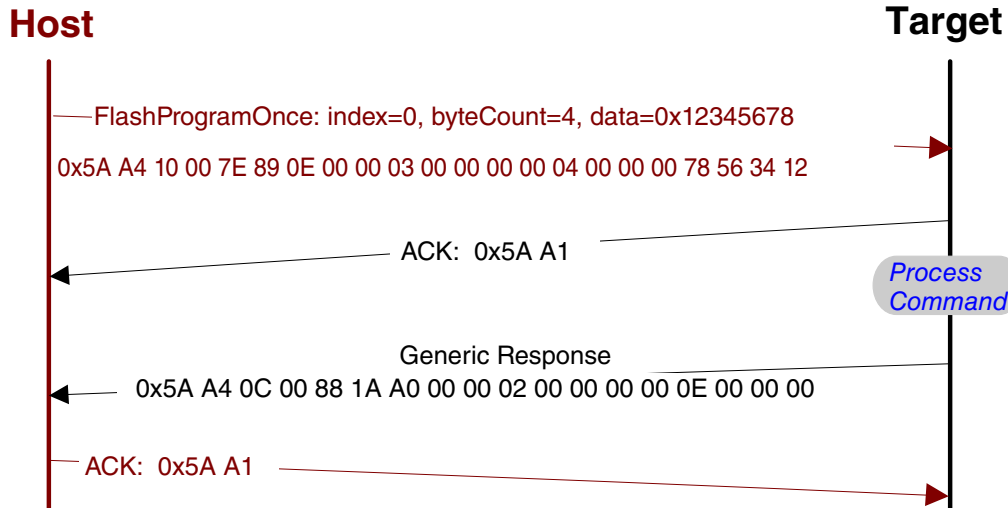 Host
Target
FlashProgramOnce: index=0, byteCount=4, data=0x12345678
0x5A A4 10 00 7E 89 0E 00 00 03 00 00 00 00 04 00 00 00 78 56 34 12
ACK: 0x5A A1
Process
Command
Generic Response
0x5A A4 0C 00 88 1A A0 00 00 02 00 00 00 00 0E 00 00 00
ACK: 0x5A A1